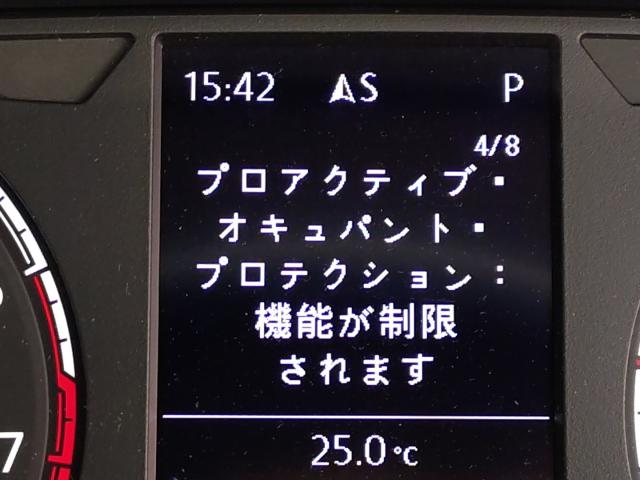 15:42 S P
4/8
プロアクティブ・
オキュパント・
プロテクション:
機能が制限
されます
25.0°C
7